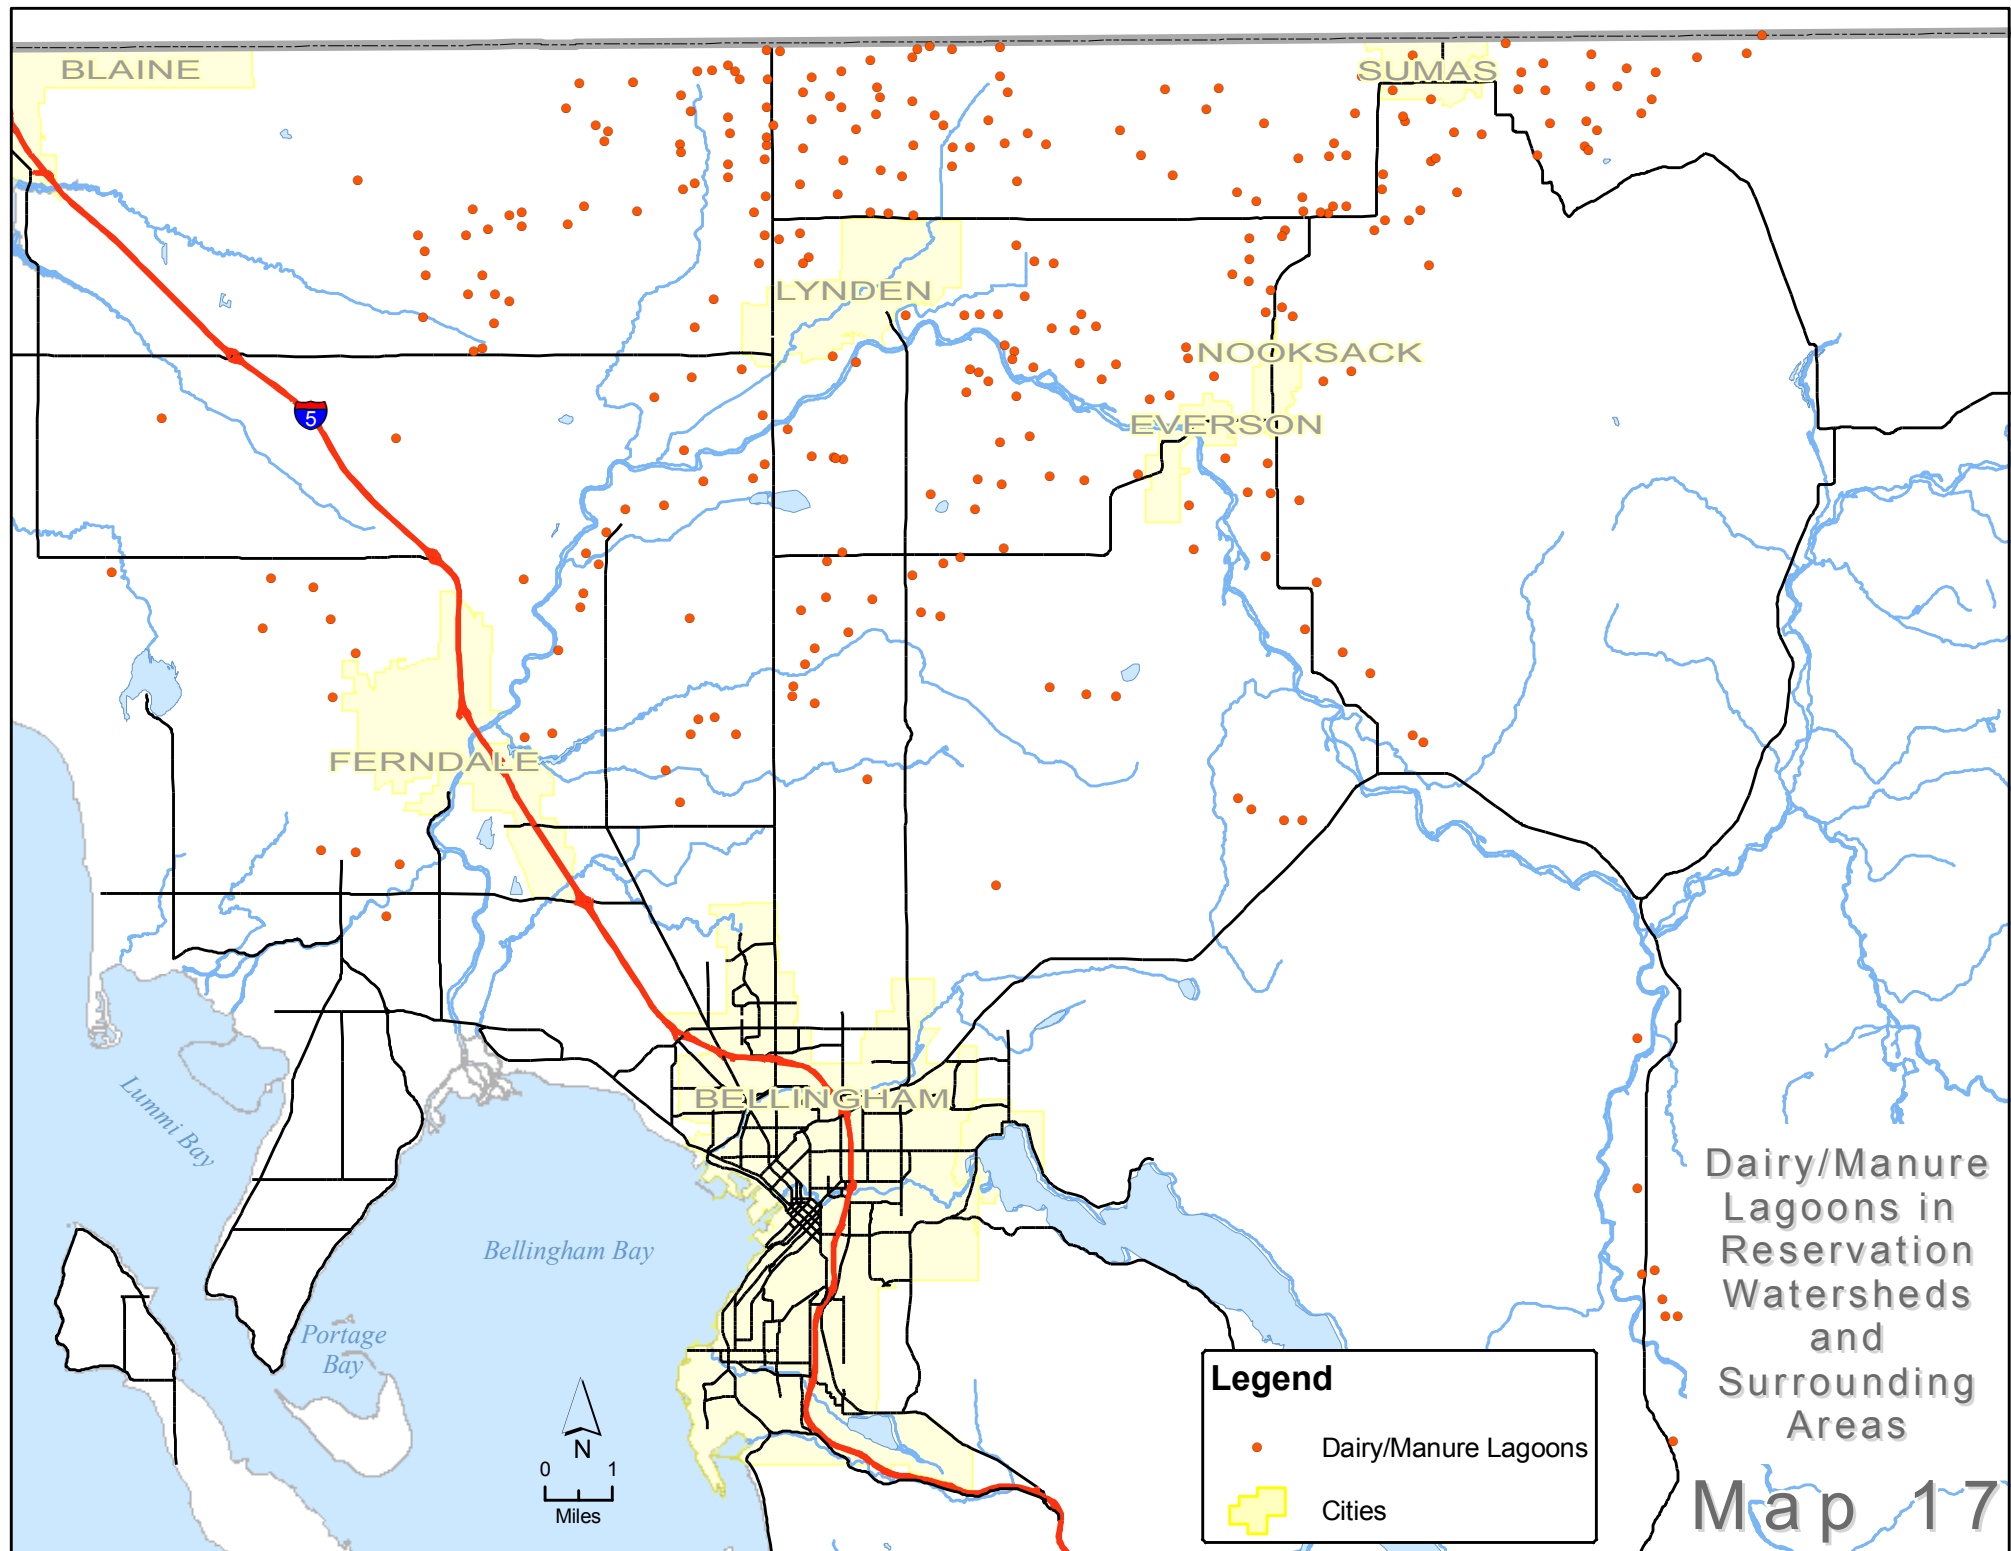 BLAINE
SUMAS
LYNDEN
NOOKSACK
5
EVERSON
FERNDALE
BELLINGHAM
Lummi Bay
Bellingham Bay
Portage
Bay
N
0 1
Miles
Dairy/Manure
Lagoons in
Reservation
Watersheds
and
Surrounding
Areas
Map 17
Legend
Dairy/Manure Lagoons
Cities